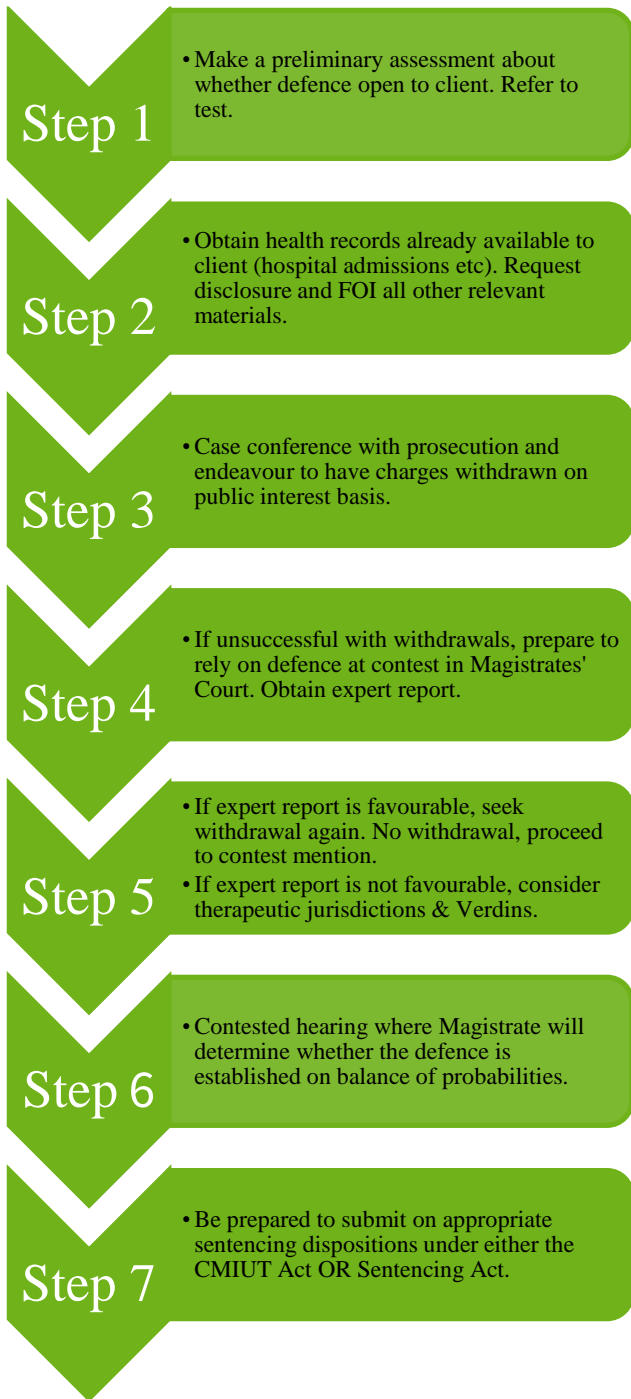 Step 1
• Make a preliminary assessment about
whether defence open to client. Refer to
test.
Step 2
• Obtain health records already available to
client (hospital admissions etc). Request
disclosure and FOI all other relevant
materials.
Step 3
• Case conference with prosecution and
endeavour to have charges withdrawn on
public interest basis.
Step 4
• If unsuccessful with withdrawals, prepare to
rely on defence at contest in Magistrates'
Court. Obtain expert report.
Step 5
• If expert report is favourable, seek
withdrawal again. No withdrawal, proceed
to contest mention.
• If expert report is not favourable, consider
therapeutic jurisdictions & Verdins.
Step 6
• Contested hearing where Magistrate will
determine whether the defence is
established on balance of probabilities.
Step 7
• Be prepared to submit on appropriate
sentencing dispositions under either the
CMIUT Act OR Sentencing Act.